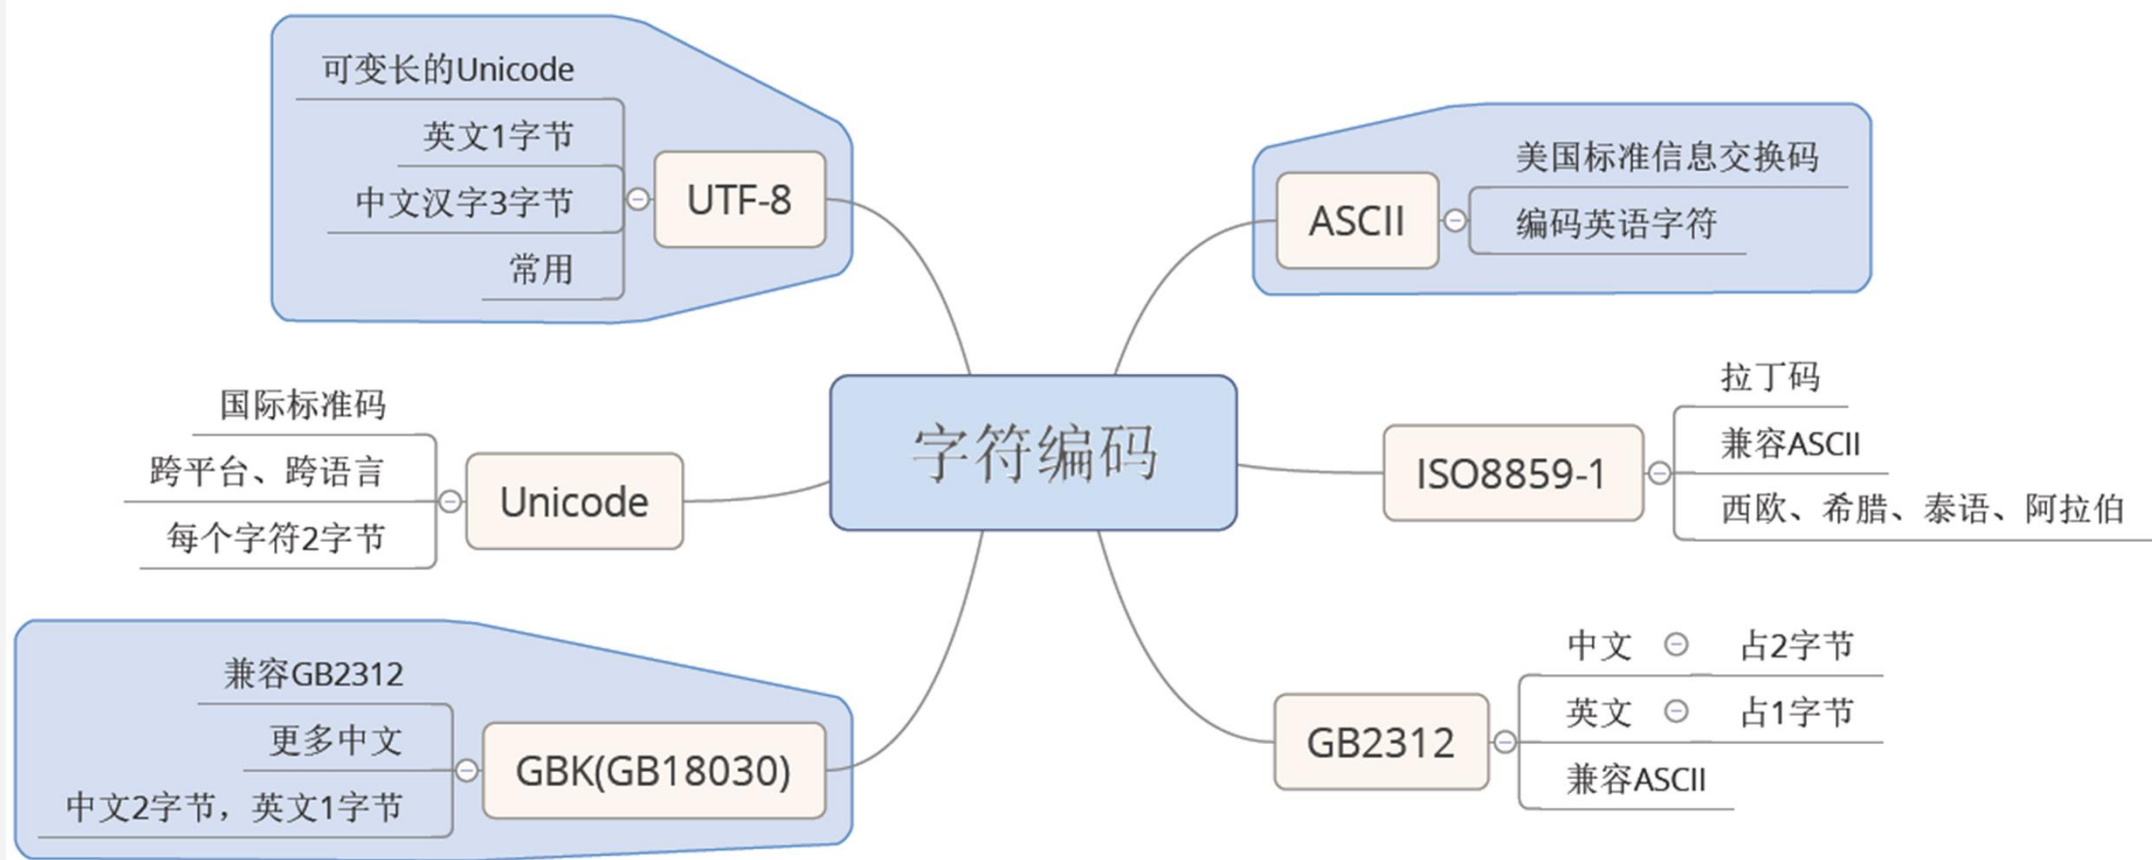 字符编码
UTF-8
可变长的Unicode
英文1字节
中文汉字3字节
常用
Unicode
国际标准码
跨平台、跨语言
每个字符2字节
GBK(GB18030)
兼容GB2312
更多中文
中文2字节，英文1字节
ASCII
美国标准信息交换码
编码英语字符
ISO8859-1
拉丁码
兼容ASCII
西欧、希腊、泰语、阿拉伯
GB2312
中文 占2字节
英文 占1字节
兼容ASCII